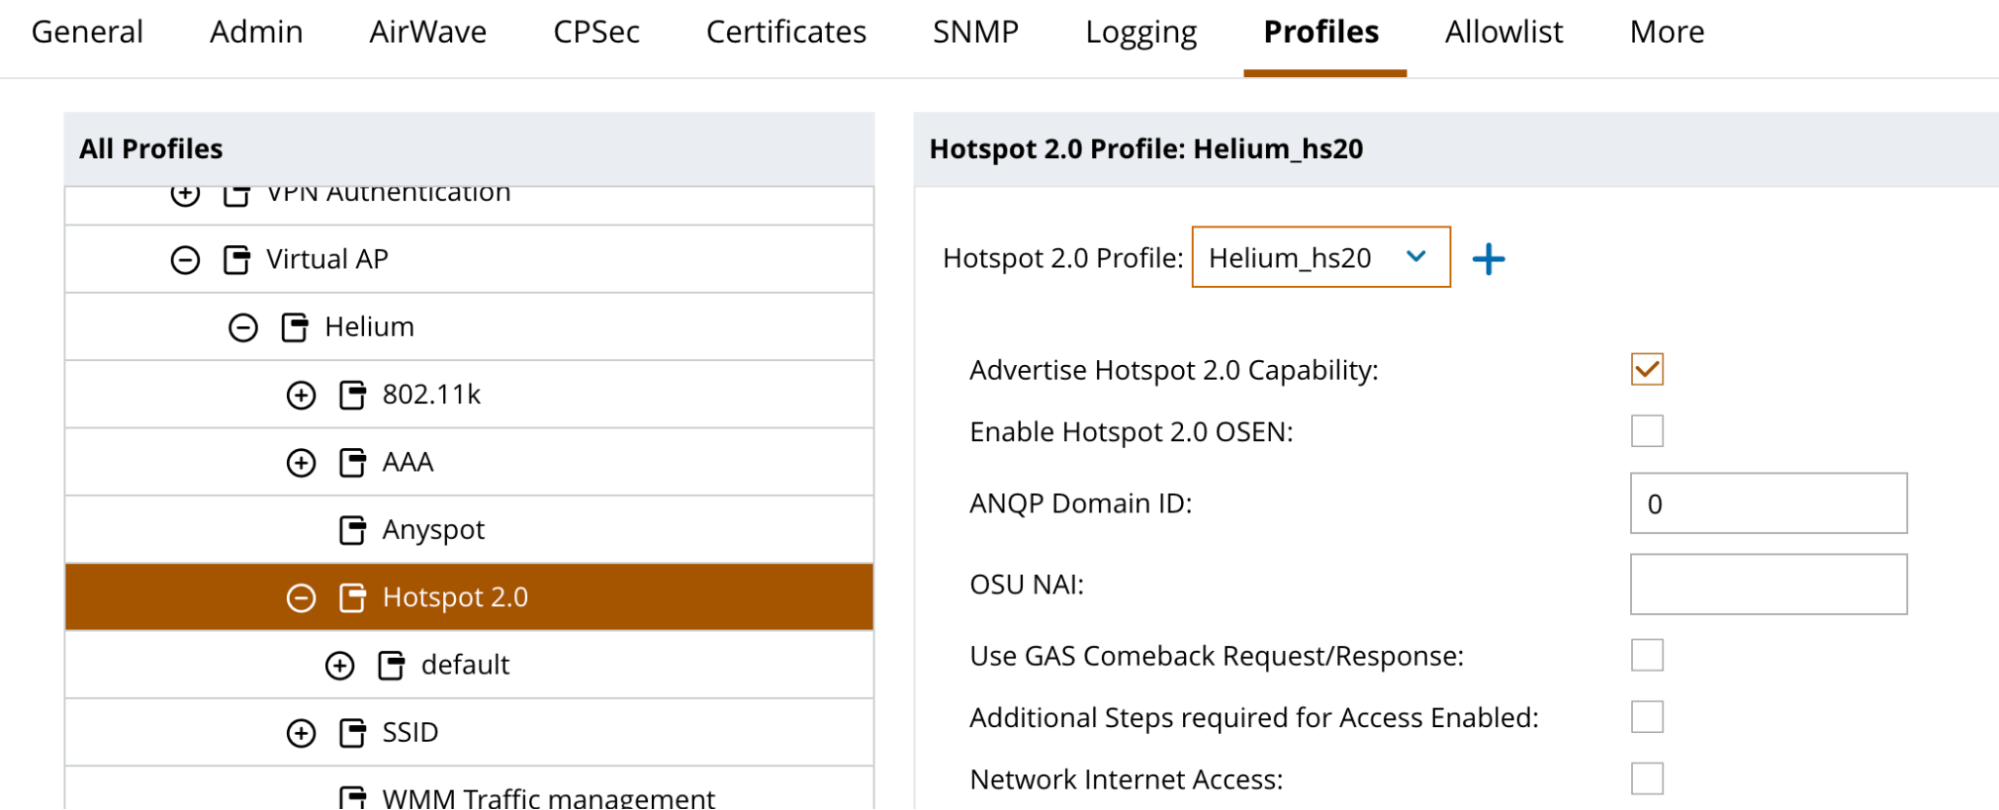 General Admin AirWave CPSec Certificates SNMP Logging Profiles Allowlist More
All Profiles
VPN Authentication
Virtual AP
Helium
802.11k
AAA
Anyspot
Hotspot 2.0
default
SSID
WMM Traffic management
Hotspot 2.0 Profile: Helium_hs20
Hotspot 2.0 Profile: Helium_hs20
Advertise Hotspot 2.0 Capability:
Enable Hotspot 2.0 OSEN:
ANQP Domain ID: 0
OSU NAI:
Use GAS Comeback Request/Response:
Additional Steps required for Access Enabled:
Network Internet Access: